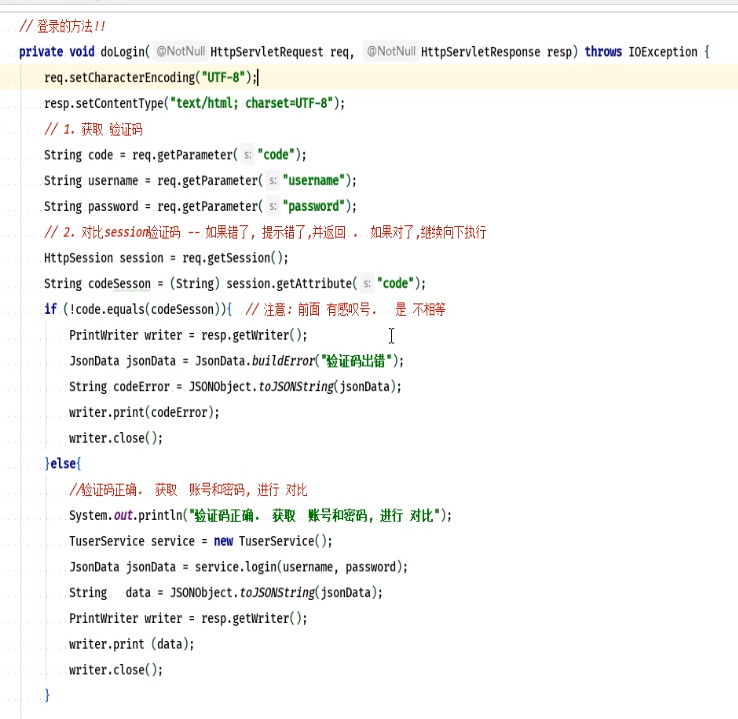 // 登录的方法!!
private void doLogin( @NotNull HttpServletRequest req, @NotNull HttpServletResponse resp) throws IOException {
req.setCharacterEncoding("UTF-8");
resp.setContentType("text/html; charset=UTF-8");
// 1. 获取 验证码
String code = req.getParameter( s: "code");
String username = req.getParameter( s: "username");
String password = req.getParameter( s: "password");
// 2. 对比session验证码 -- 如果错了, 提示错了,并返回 . 如果对了,继续向下执行
HttpSession session = req.getSession();
String codeSesson = (String) session.getAttribute( s: "code");
if (!code.equals(codeSesson)){ // 注意: 前面 有感叹号. 是 不相等
PrintWriter writer = resp.getWriter();
JsonData jsonData = JsonData.buildError("验证码出错");
String codeError = JSONObject.toJSONString(jsonData);
writer.print(codeError);
writer.close();
}else{
//验证码正确. 获取 账号和密码, 进行 对比
System.out.println("验证码正确. 获取 账号和密码, 进行 对比");
TuserService service = new TuserService();
JsonData jsonData = service.login(username, password);
String data = JSONObject.toJSONString(jsonData);
PrintWriter writer = resp.getWriter();
writer.print (data);
writer.close();
}